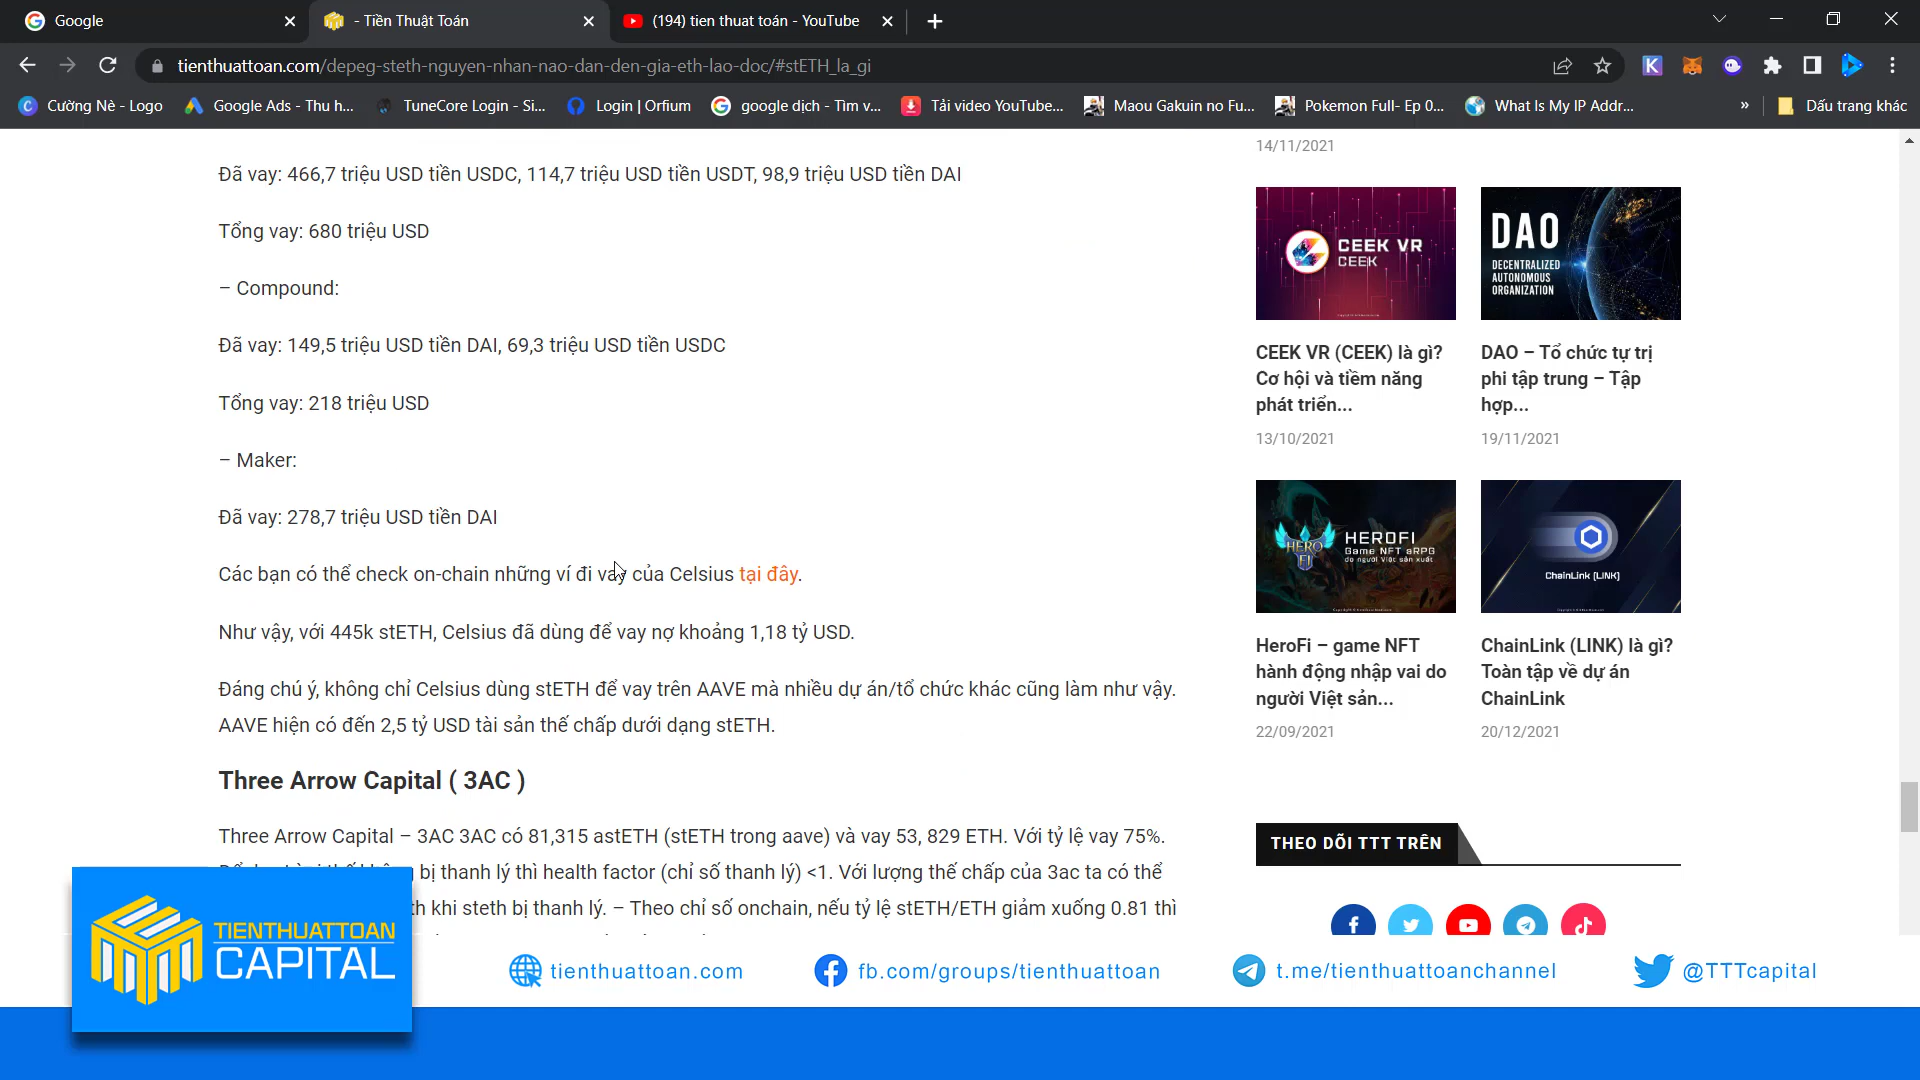 Google
- Tiền Thuật Toán
(194) tien thuat toán - YouTube
tienthuattoan.com/depeg-steth-nguyen-nhan-nao-dan-den-gia-eth-lao-doc/#stETH_la_gi
Cường Nè - Logo
Google Ads - Thu h...
TuneCore Login - Si...
Login | Orfium
google dịch - Tìm v...
Tải video YouTube...
Maou Gakuin no Fu...
Pokemon Full- Ep 0...
What Is My IP Addr...
»
Dấu trang khác
Đã vay: 466,7 triệu USD tiền USDC, 114,7 triệu USD tiền USDT, 98,9 triệu USD tiền DAI
Tổng vay: 680 triệu USD
– Compound:
Đã vay: 149,5 triệu USD tiền DAI, 69,3 triệu USD tiền USDC
Tổng vay: 218 triệu USD
– Maker:
Đã vay: 278,7 triệu USD tiền DAI
Các bạn có thể check on-chain những ví đi vay của Celsius tại đây.
Như vậy, với 445k stETH, Celsius đã dùng để vay nợ khoảng 1,18 tỷ USD.
Đáng chú ý, không chỉ Celsius dùng stETH để vay trên AAVE mà nhiều dự án/tổ chức khác cũng làm như vậy.
AAVE hiện có đến 2,5 tỷ USD tài sản thế chấp dưới dạng stETH.
Three Arrow Capital ( 3AC )
Three Arrow Capital – 3AC 3AC có 81,315 astETH (stETH trong aave) và vay 53, 829 ETH. Với tỷ lệ vay 75%.
bị thanh lý thì health factor (chỉ số thanh lý) <1. Với lượng thế chấp của 3ac ta có thể
khi steth bị thanh lý. – Theo chỉ số onchain, nếu tỷ lệ stETH/ETH giảm xuống 0.81 thì
14/11/2021
CEEK VR
CEEK
CEEK VR (CEEK) là gì?
Cơ hội và tiềm năng
phát triển...
13/10/2021
DAO
DECENTRALIZED
AUTONOMOUS
ORGANIZATION
DAO – Tổ chức tự trị
phi tập trung – Tập
hợp...
19/11/2021
HERO
FI
HEROFI
Game NFT aRPG
do người Việt sản xuất
HeroFi – game NFT
hành động nhập vai do
người Việt sản...
22/09/2021
ChainLink (LINK)
ChainLink (LINK) là gì?
Toàn tập về dự án
ChainLink
20/12/2021
THEO DÕI TTT TRÊN
TIENTHUATTOAN
CAPITAL
tienthuattoan.com
fb.com/groups/tienthuattoan
t.me/tienthuattoanchannel
@TTTcapital